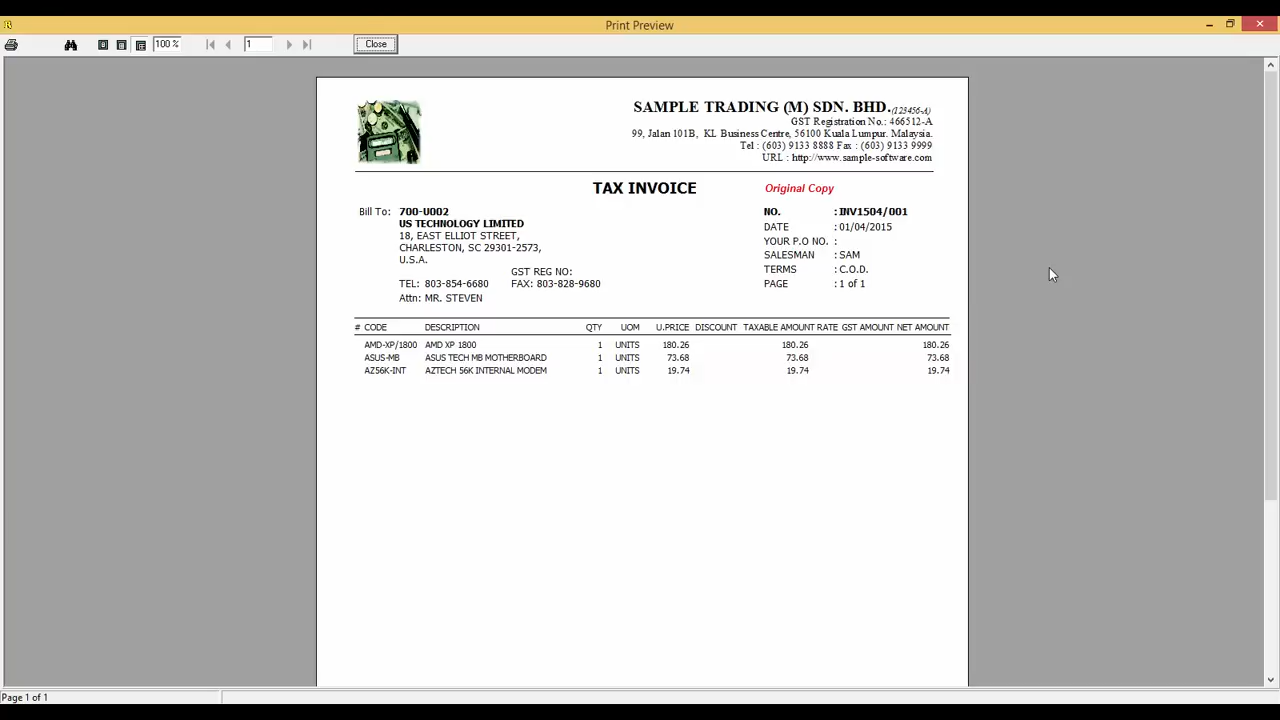 Print Preview
100 %
1
Close
SAMPLE TRADING (M) SDN. BHD. (123456-A)
GST Registration No.: 466512-A
99, Jalan 101B, KL Business Centre, 56100 Kuala Lumpur. Malaysia.
Tel : (603) 9133 8888 Fax : (603) 9133 9999
URL : http://www.sample-software.com
TAX INVOICE Original Copy
Bill To: 700-U002 NO. : INV1504/001
US TECHNOLOGY LIMITED DATE : 01/04/2015
18, EAST ELLIOT STREET, YOUR P.O NO. :
CHARLESTON, SC 29301-2573, SALESMAN : SAM
U.S.A.
GST REG NO: TERMS : C.O.D.
TEL: 803-854-6680 FAX: 803-828-9680 PAGE : 1 of 1
Attn: MR. STEVEN
# CODE DESCRIPTION QTY UOM U.PRICE DISCOUNT TAXABLE AMOUNT RATE GST AMOUNT NET AMOUNT
AMD-XP/1800 AMD XP 1800 1 UNITS 180.26 180.26 180.26
ASUS-MB ASUS TECH MB MOTHERBOARD 1 UNITS 73.68 73.68 73.68
AZ56K-INT AZTECH 56K INTERNAL MODEM 1 UNITS 19.74 19.74 19.74
Page 1 of 1